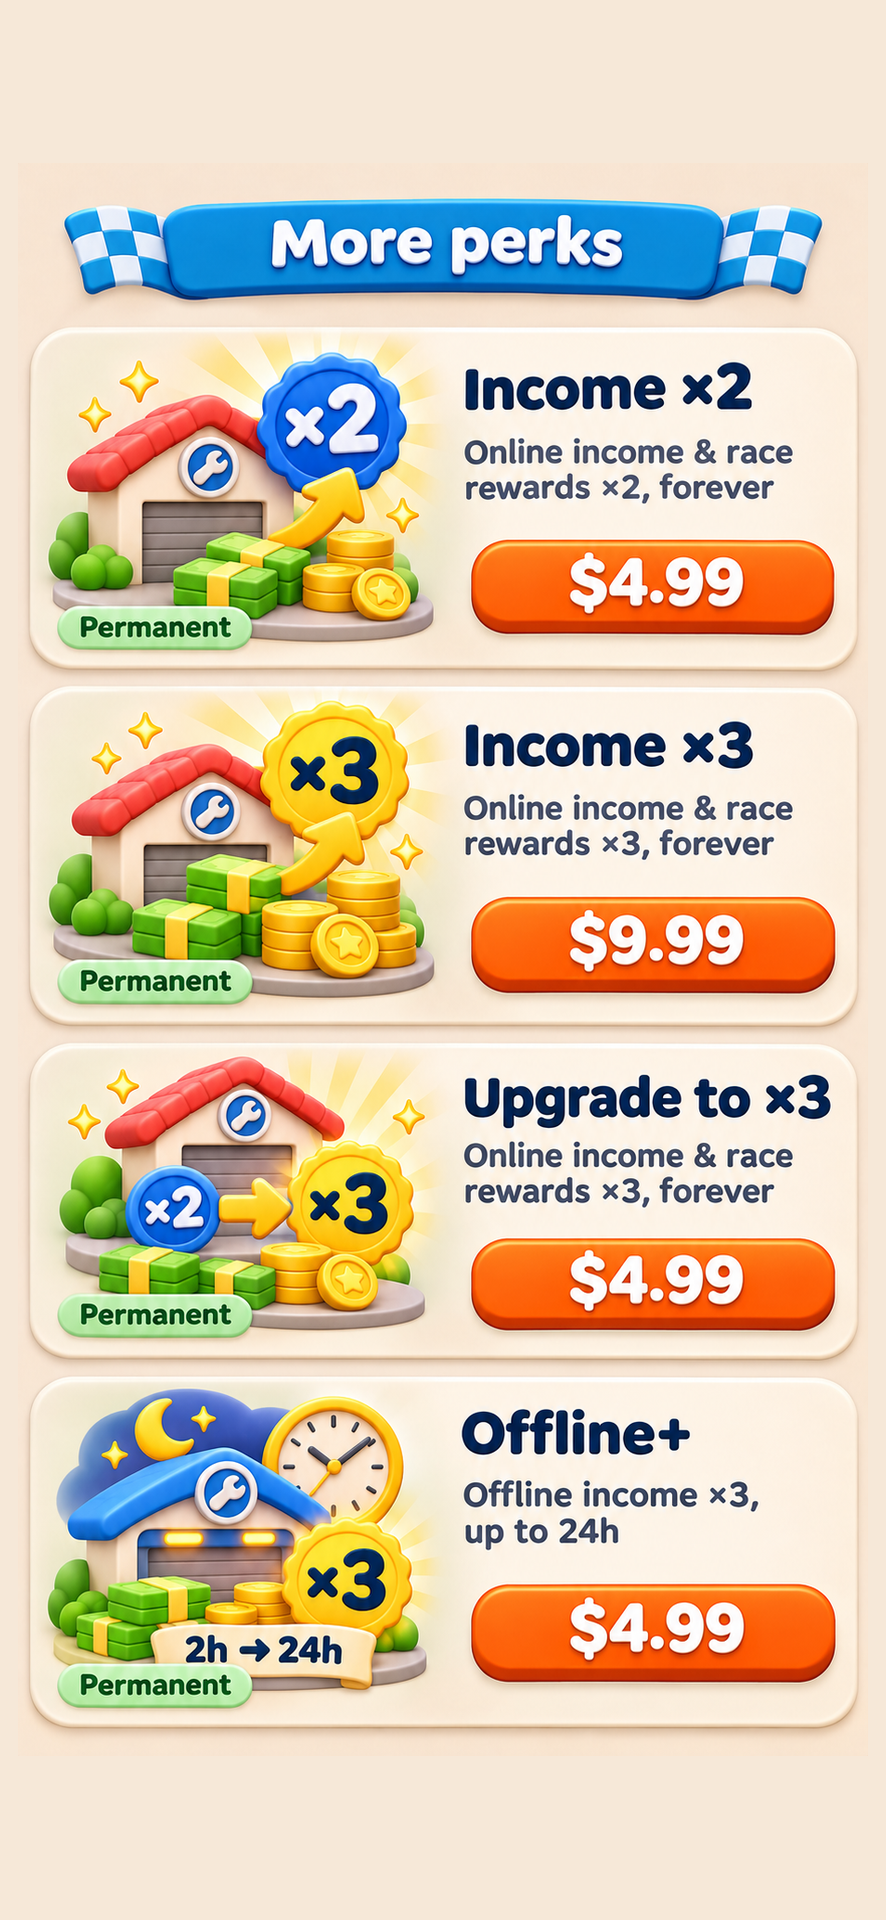 More perks
×2
Permanent
Income ×2
Online income & race
rewards ×2, forever
$4.99
×3
Permanent
Income ×3
Online income & race
rewards ×3, forever
$9.99
×2
×3
Permanent
Upgrade to ×3
Online income & race
rewards ×3, forever
$4.99
×3
2h → 24h
Permanent
Offline+
Offline income ×3,
up to 24h
$4.99